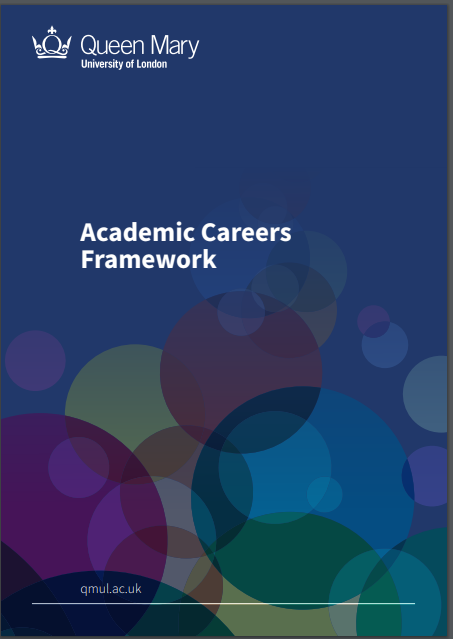 Queen Mary
University of London
Academic Careers
Framework
qmul.ac.uk